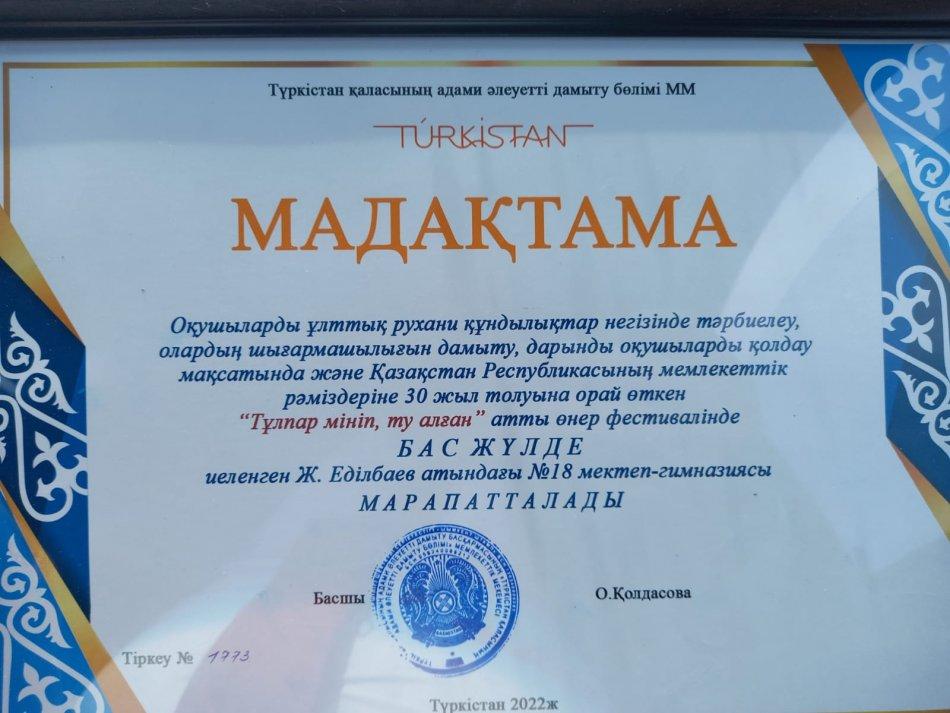 Түркістан қаласының адами әлеуетті дамыту бөлімі ММ
TÚRKISTAN
МАДАҚТАМА
Оқушыларды ұлттық рухани құндылықтар негізінде тәрбиелеу,
олардың шығармашылығын дамыту, дарынды оқушыларды қолдау
мақсатында және Қазақстан Республикасының мемлекеттік
рәміздеріне 30 жыл толуына орай өткен
“Тұлпар мініп, ту алған” атты өнер фестивалінде
БАС ЖҮЛДЕ
иеленген Ж. Еділбаев атындағы №18 мектеп-гимназиясы
МАРАПАТТАЛАДЫ
Басшы
О.Қолдасова
Тіркеу № 1773
Түркістан 2022ж